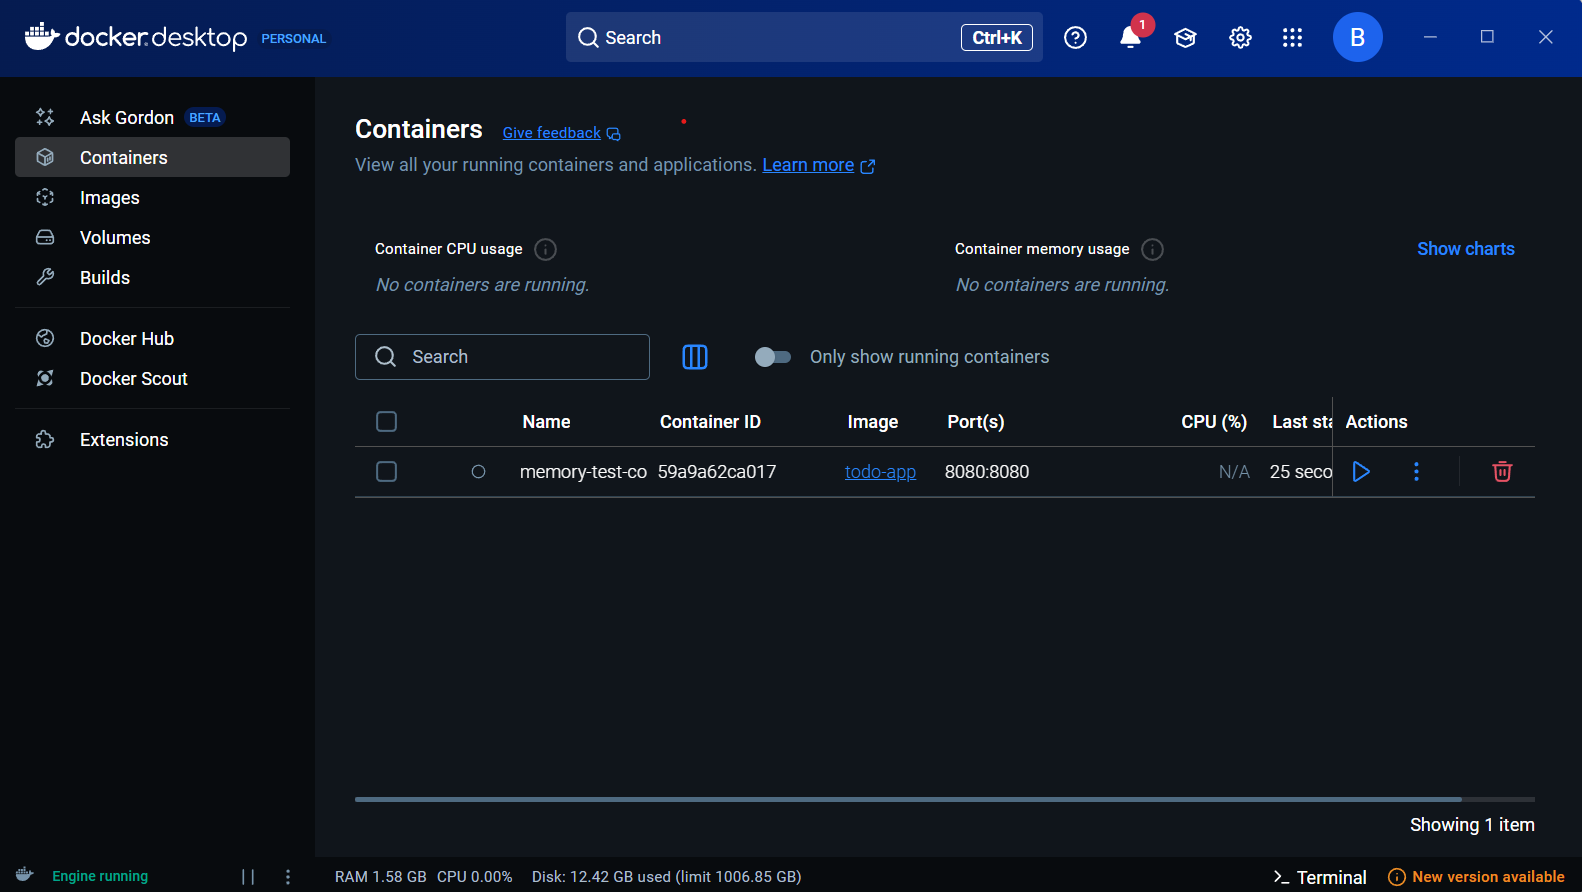 docker.desktop PERSONAL
Search Ctrl+K
1
B
Ask Gordon BETA
Containers
Images
Volumes
Builds
Docker Hub
Docker Scout
Extensions
Containers Give feedback
View all your running containers and applications. Learn more
Container CPU usage
No containers are running.
Container memory usage
No containers are running.
Show charts
Search
Only show running containers
Name Container ID Image Port(s) CPU (%) Last sta Actions
memory-test-co 59a9a62ca017 todo-app 8080:8080 N/A 25 seco
Showing 1 item
Engine running
RAM 1.58 GB CPU 0.00% Disk: 12.42 GB used (limit 1006.85 GB)
>_ Terminal
New version available